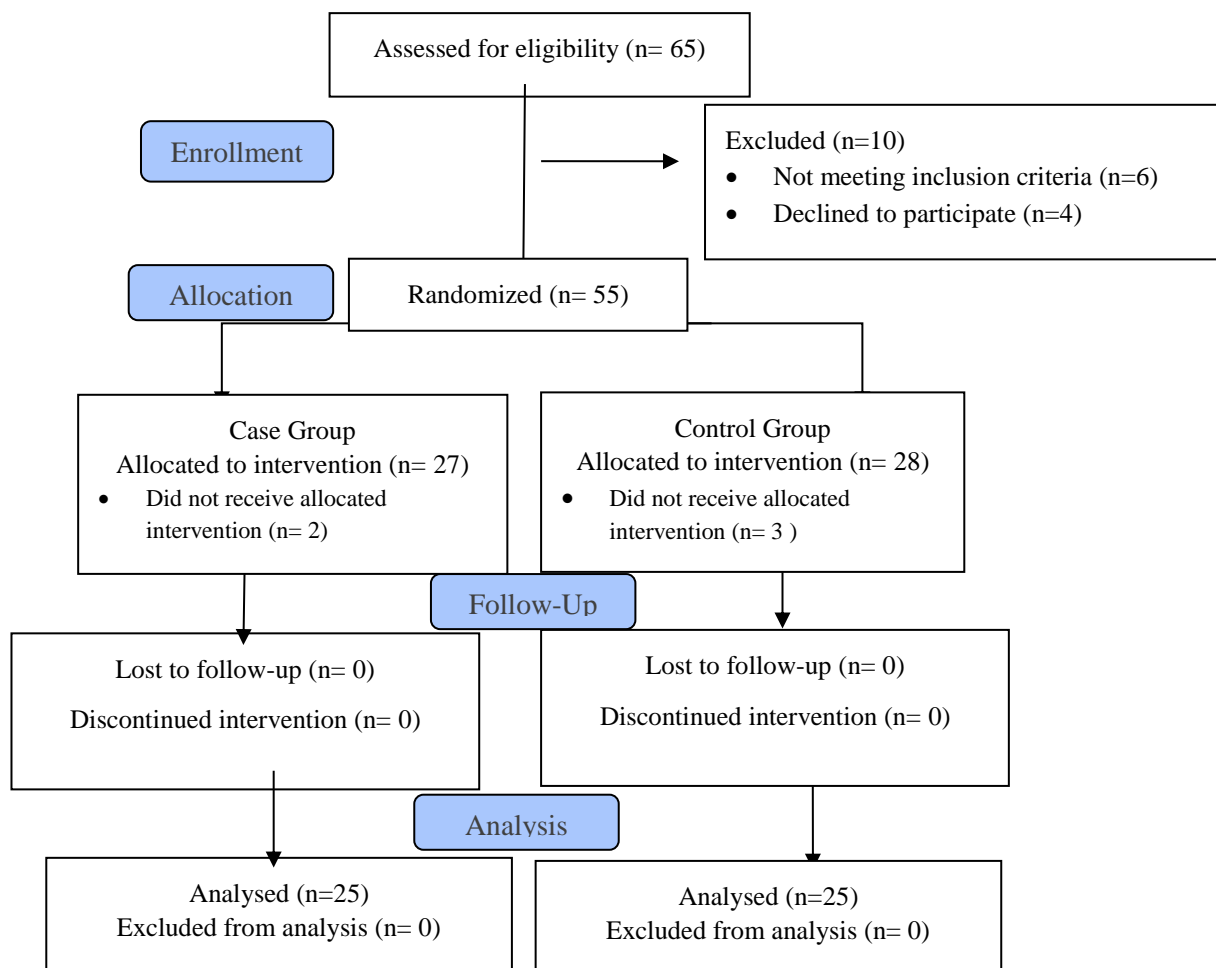 Assessed for eligibility (n= 65)
Enrollment
Excluded (n=10)
• Not meeting inclusion criteria (n=6)
• Declined to participate (n=4)
Allocation
Randomized (n= 55)
Case Group
Allocated to intervention (n= 27)
• Did not receive allocated
intervention (n= 2)
Control Group
Allocated to intervention (n= 28)
• Did not receive allocated
intervention (n= 3 )
Follow-Up
Lost to follow-up (n= 0)
Discontinued intervention (n= 0)
Lost to follow-up (n= 0)
Discontinued intervention (n= 0)
Analysis
Analysed (n=25)
Excluded from analysis (n= 0)
Analysed (n=25)
Excluded from analysis (n= 0)